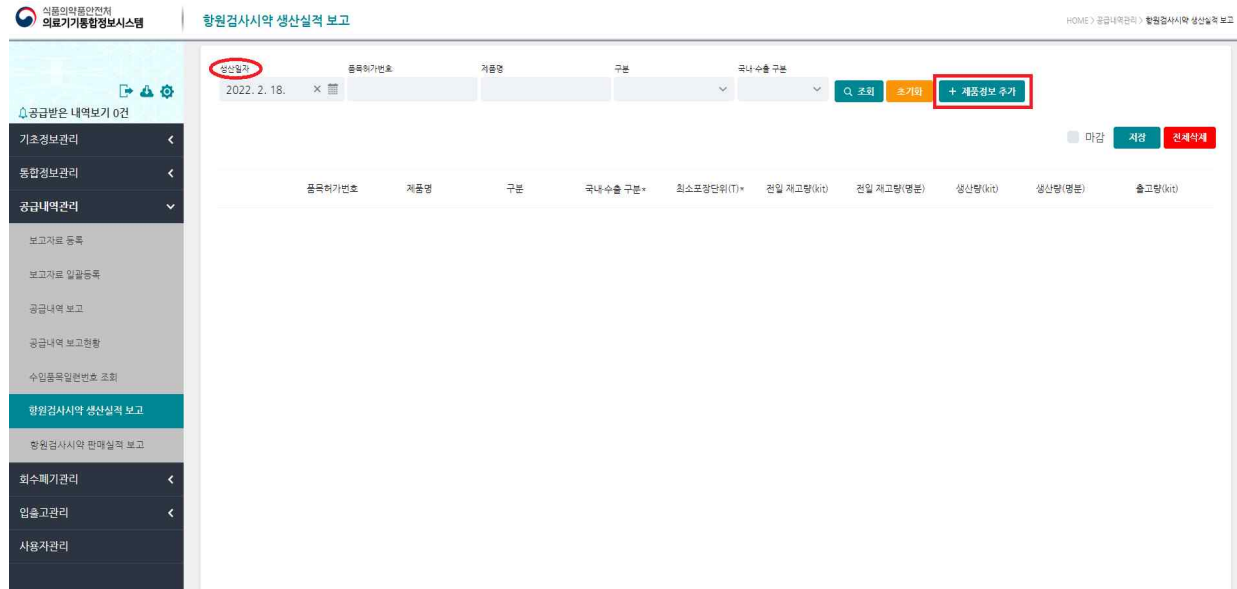 식품의약품안전처
의료기기통합정보시스템
항원검사시약 생산실적 보고
HOME > 공급내역관리 > 항원검사시약 생산실적 보고
공급받은 내역보기 0건
기초정보관리
통합정보관리
공급내역관리
보고자료 등록
보고자료 일괄등록
공급내역 보고
공급내역 보고현황
수입품목일련번호 조회
항원검사시약 생산실적 보고
항원검사시약 판매실적 보고
회수폐기관리
입출고관리
사용자관리
생산일자 품목허가번호 제품명 구분 국내·수출 구분
2022. 2. 18. 조회 초기화 + 제품정보 추가
마감 저장 전체삭제
품목허가번호 제품명 구분 국내·수출 구분* 최소포장단위(T)* 전일 재고량(kit) 전일 재고량(명분) 생산량(kit) 생산량(명분) 출고량(kit)